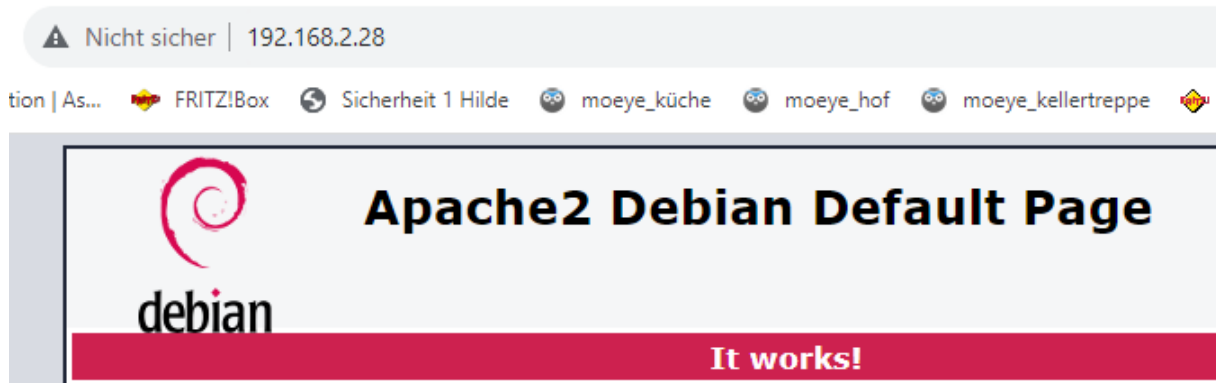 Nicht sicher | 192.168.2.28
tion | As... FRITZ!Box Sicherheit 1 Hilde moeye_küche moeye_hof moeye_kellertreppe
debian
Apache2 Debian Default Page
It works!